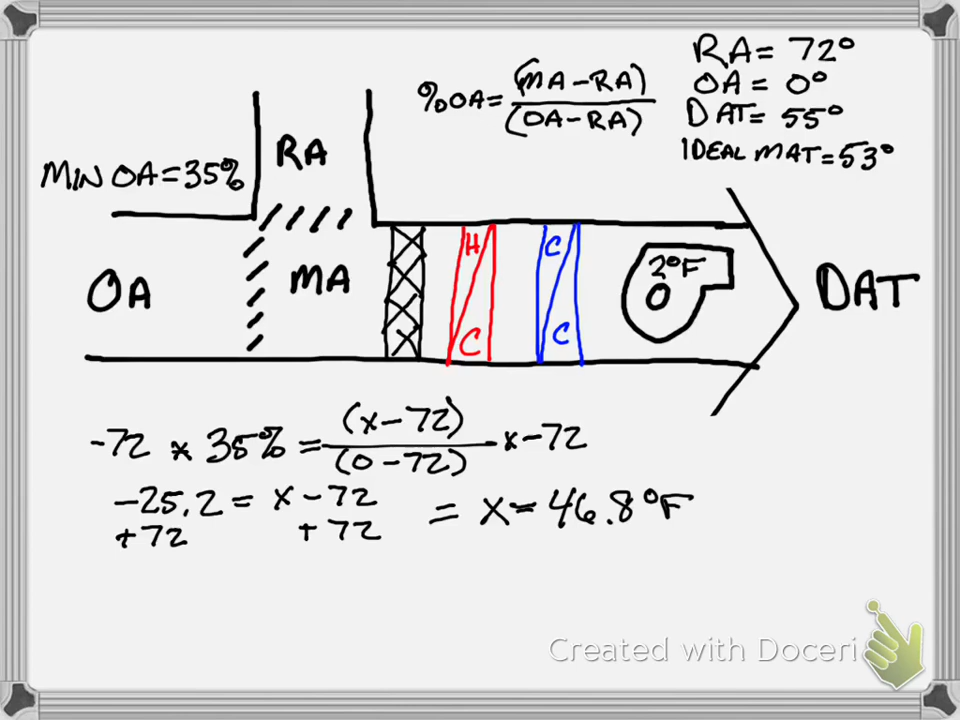 RA = 72°
OA = 0°
DAT = 55°
IDEAL MAT = 53°
%OA = (MA - RA) / (OA - RA)
MIN OA = 35%
RA
OA
MA
H
C
C
C
2°F
DAT
-72 * 35% = (x - 72) / (0 - 72) * x - 72
-25.2 = x - 72 = x = 46.8°F
+72 +72
Created with Doceri